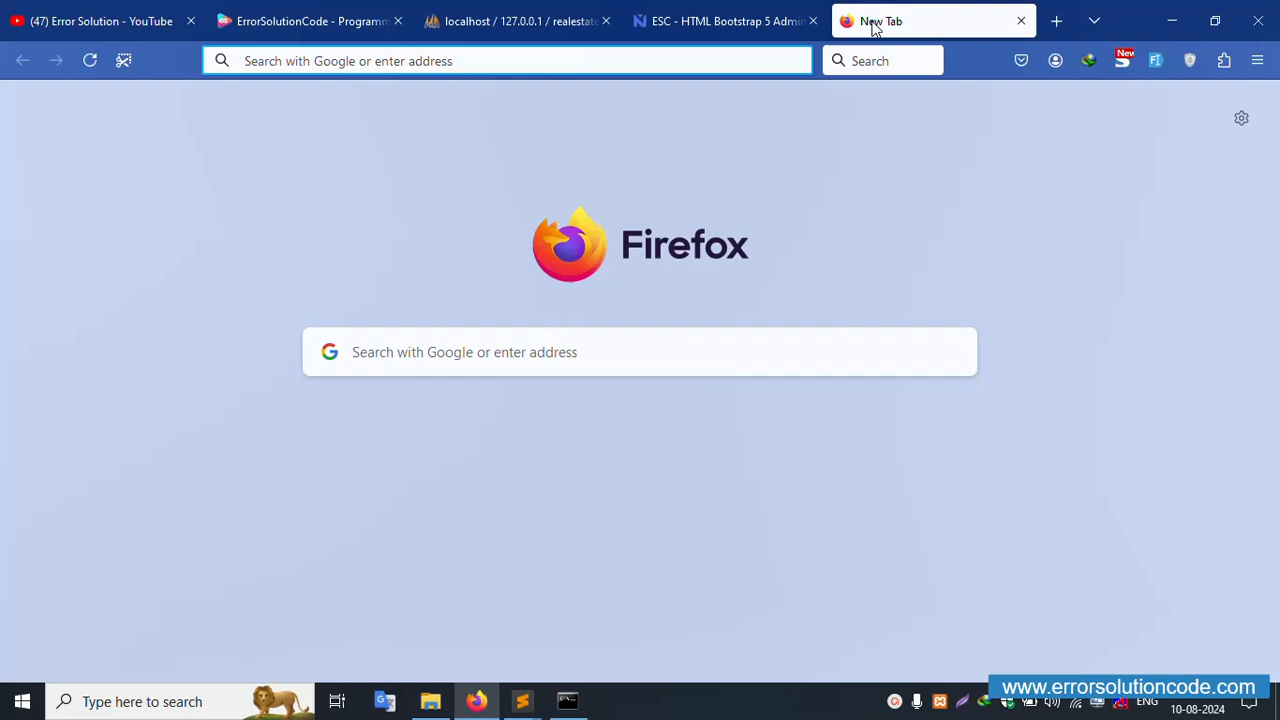 (47) Error Solution - YouTube
ErrorSolutionCode - Programm
localhost / 127.0.0.1 / realestate
ESC - HTML Bootstrap 5 Admin
New Tab
Search with Google or enter address
Search
New
Firefox
Search with Google or enter address
www.errorsolutioncode.com
Type here to search
ENG
10-08-2024